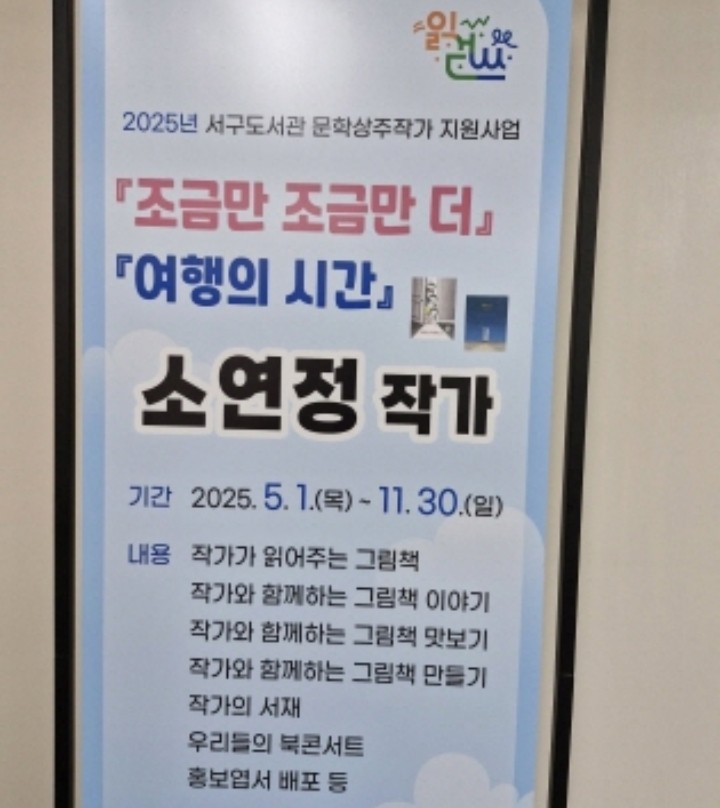 읽걷쓰
2025년 서구도서관 문학상주작가 지원사업
『조금만 조금만 더』
『여행의 시간』
소연정 작가
기간 2025. 5. 1.(목) ~ 11. 30.(일)
내용 작가가 읽어주는 그림책
작가와 함께하는 그림책 이야기
작가와 함께하는 그림책 맛보기
작가와 함께하는 그림책 만들기
작가의 서재
우리들의 북콘서트
홍보엽서 배포 등